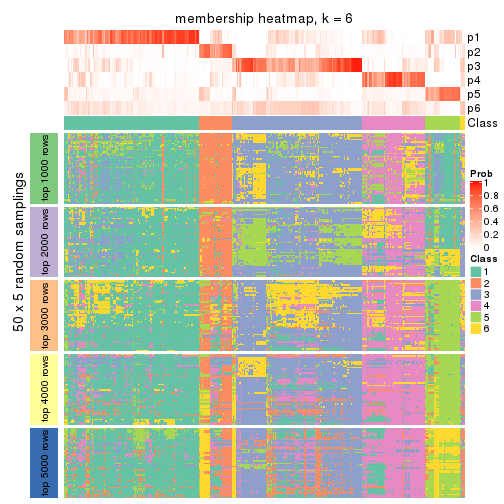 membership heatmap, k = 6
p1
p2
p3
p4
p5
p6
Class
50 x 5 random samplings
top 1000 rows
top 2000 rows
top 3000 rows
top 4000 rows
top 5000 rows
Prob
1
0.8
0.6
0.4
0.2
0
Class
1
2
3
4
5
6